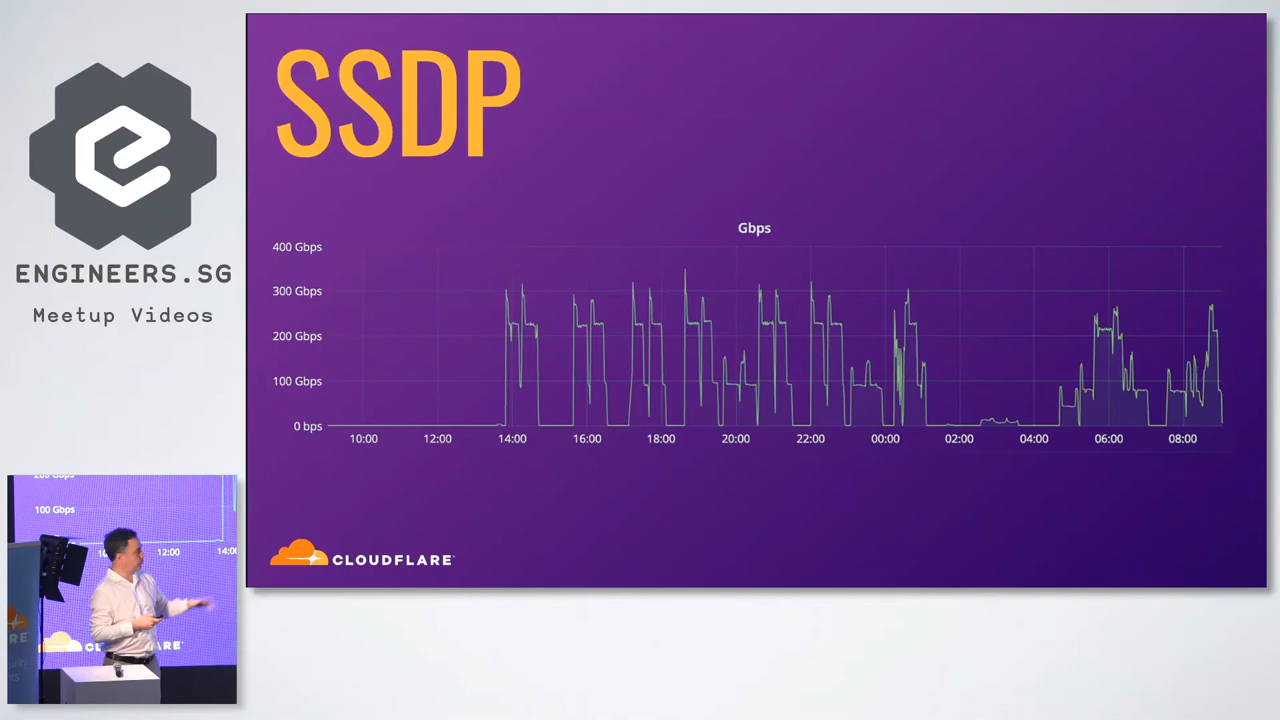 ENGINEERS.SG
Meetup Videos
SSDP
Gbps
400 Gbps
300 Gbps
200 Gbps
100 Gbps
0 bps
10:00 12:00 14:00 16:00 18:00 20:00 22:00 00:00 02:00 04:00 06:00 08:00
CLOUDFLARE
100 Gbps
12:00
14:00